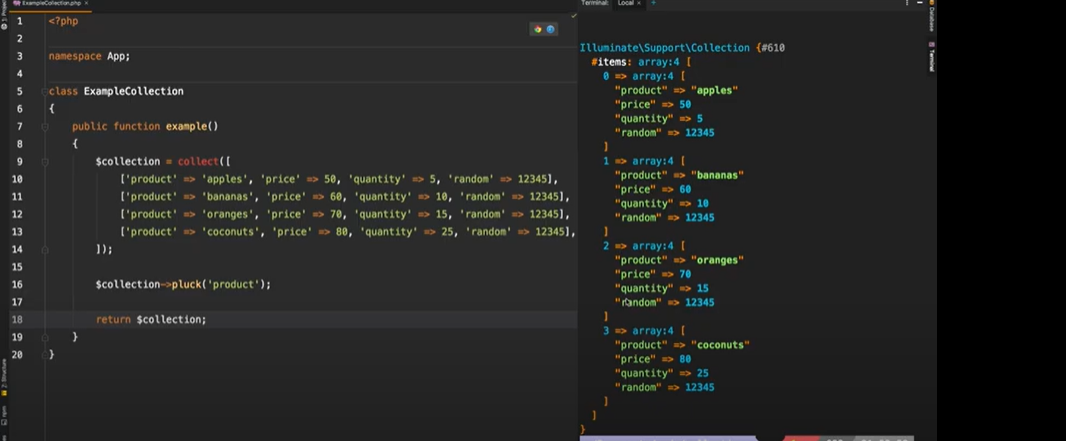 ExampleCollection.php ×
1 <?php
2
3 namespace App;
4
5 class ExampleCollection
6 {
7 public function example()
8 {
9 $collection = collect([
10 ['product' => 'apples', 'price' => 50, 'quantity' => 5, 'random' => 12345],
11 ['product' => 'bananas', 'price' => 60, 'quantity' => 10, 'random' => 12345],
12 ['product' => 'oranges', 'price' => 70, 'quantity' => 15, 'random' => 12345],
13 ['product' => 'coconuts', 'price' => 80, 'quantity' => 25, 'random' => 12345],
14 ]);
15
16 $collection->pluck('product');
17
18 return $collection;
19 }
20 }
Terminal: Local × +
Illuminate\Support\Collection {#610
#items: array:4 [
0 => array:4 [
"product" => "apples"
"price" => 50
"quantity" => 5
"random" => 12345
]
1 => array:4 [
"product" => "bananas"
"price" => 60
"quantity" => 10
"random" => 12345
]
2 => array:4 [
"product" => "oranges"
"price" => 70
"quantity" => 15
"random" => 12345
]
3 => array:4 [
"product" => "coconuts"
"price" => 80
"quantity" => 25
"random" => 12345
]
]
}
Database
Terminal
1: Project
2: Structure
npm